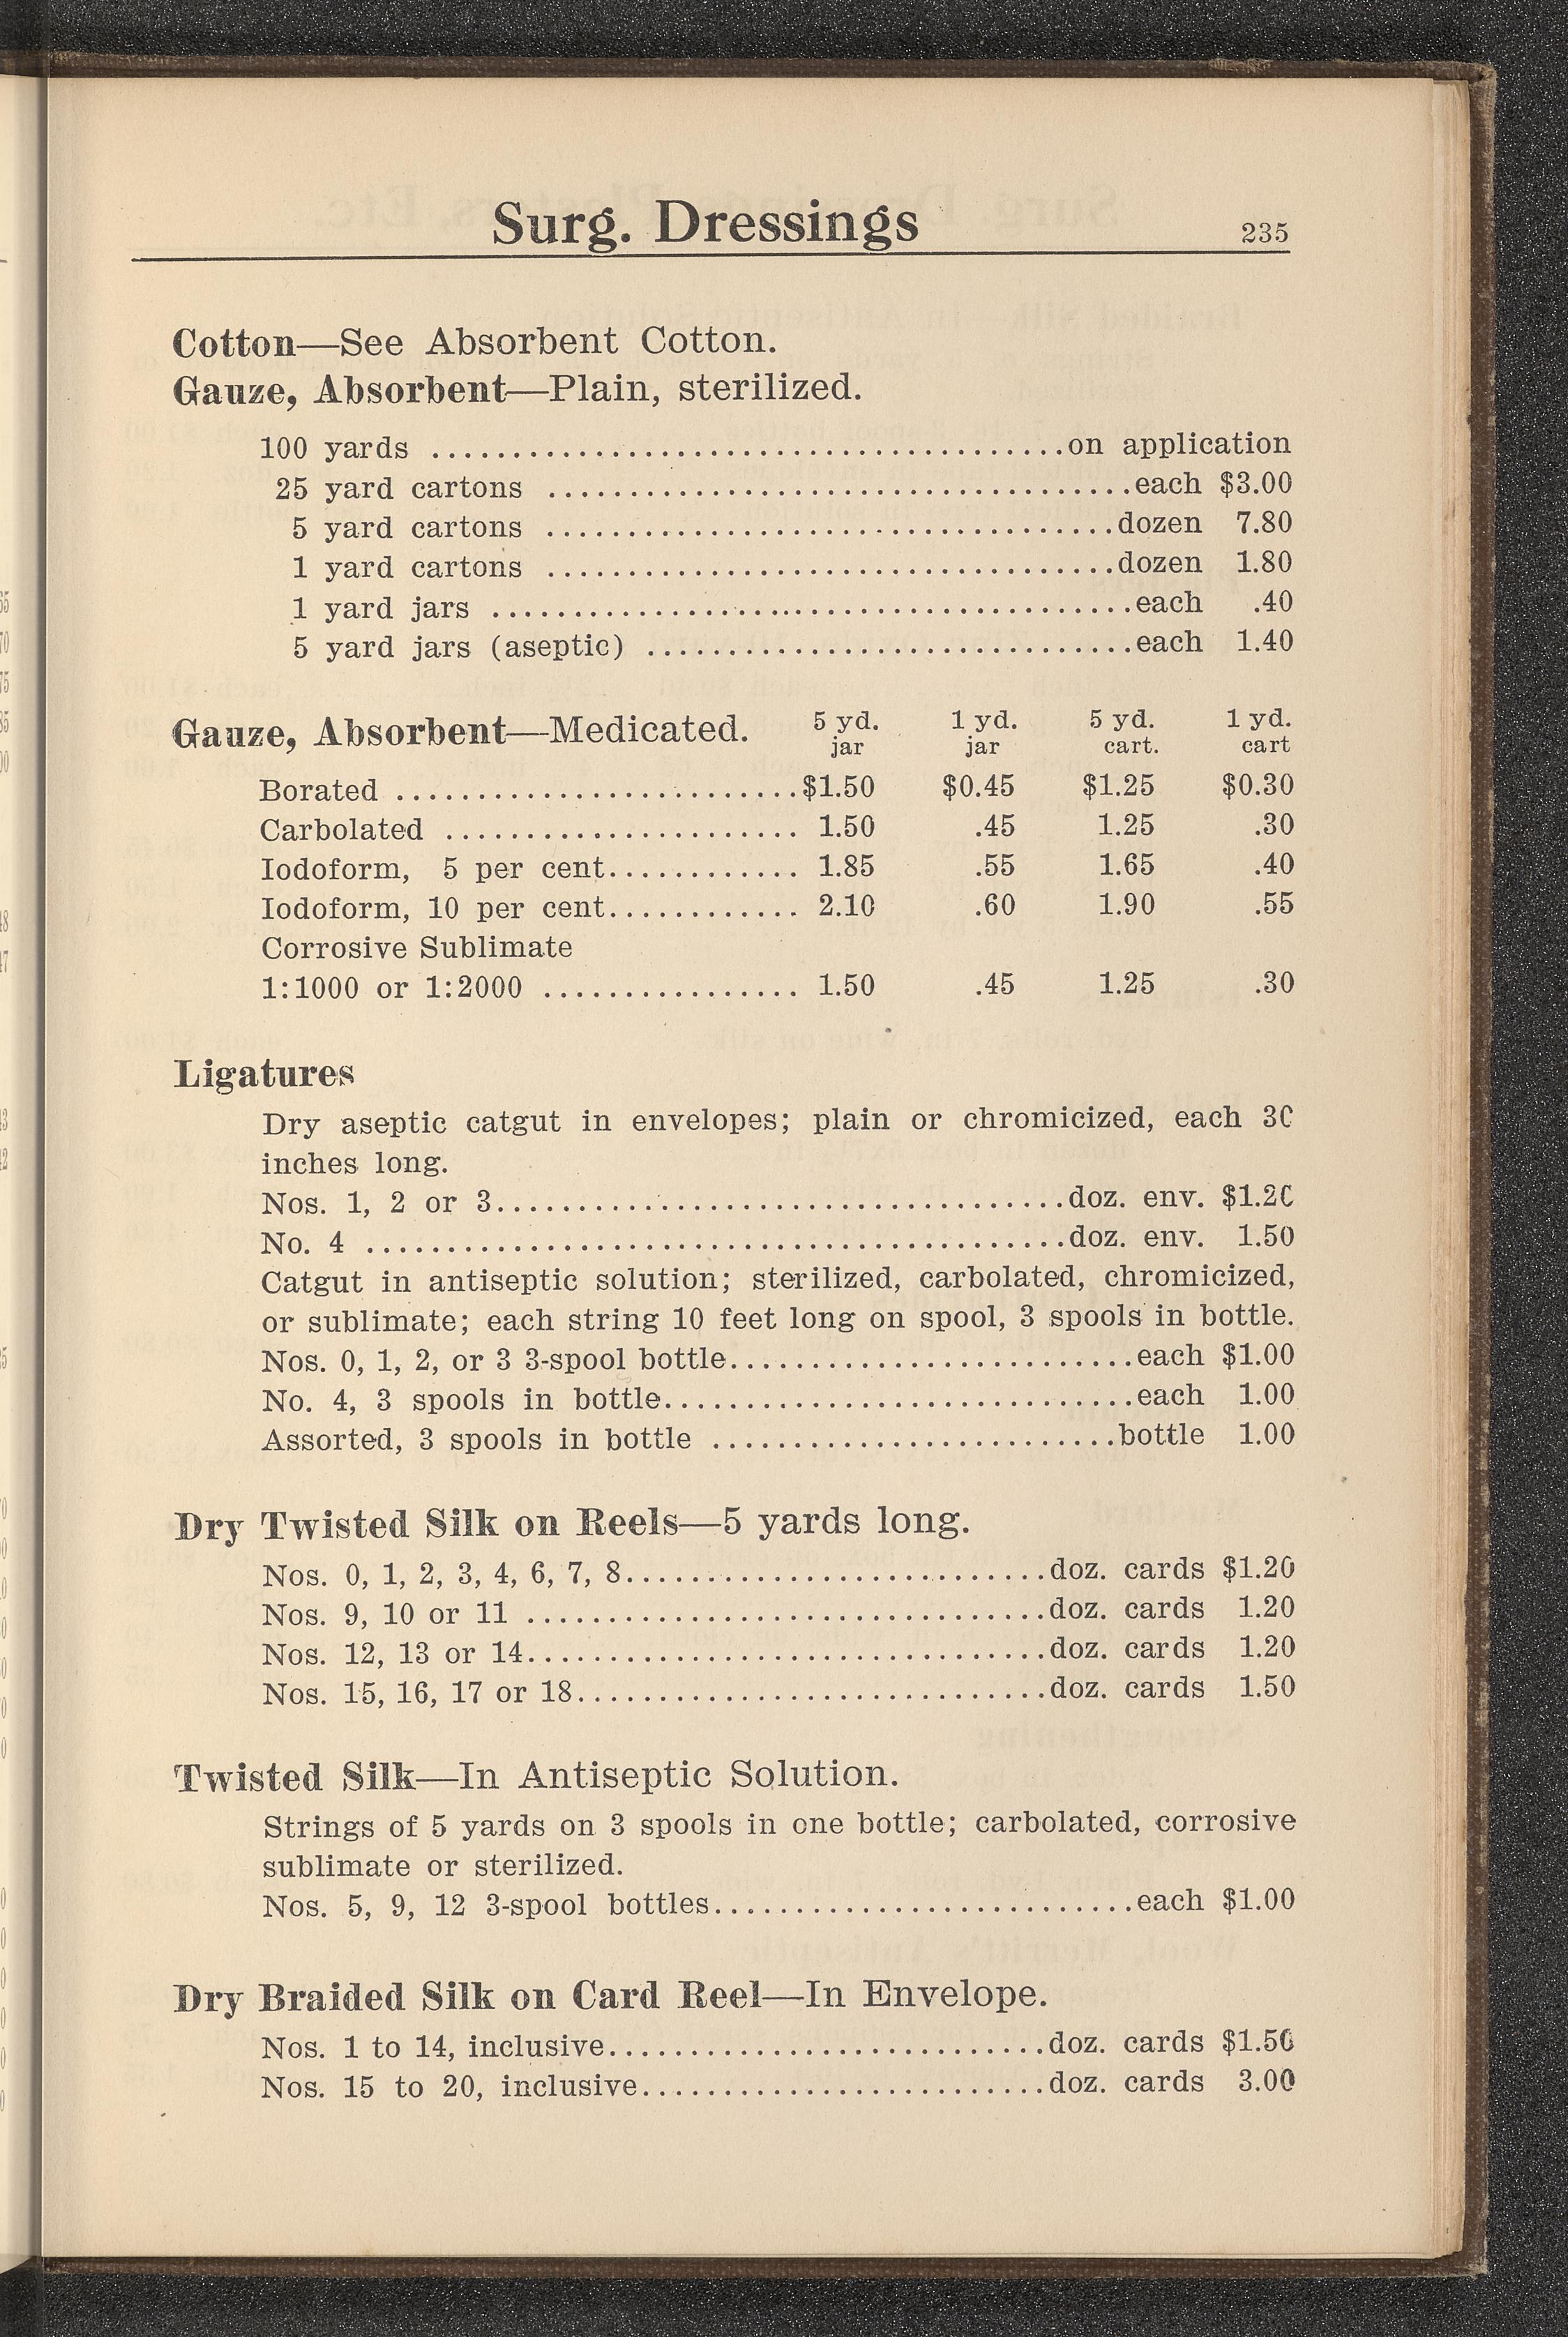 Surg. Dressings 235
Cotton—See Absorbent Cotton.
Gauze, Absorbent—Plain, sterilized.
100 yards ........................................on application
25 yard cartons ....................................each $3.00
5 yard cartons ...................................dozen 7.80
1 yard cartons ...................................dozen 1.80
1 yard jars ........................................each .40
5 yard jars (aseptic) ..............................each 1.40
Gauze, Absorbent—Medicated. 5 yd. 1 yd. 5 yd. 1 yd.
jar jar cart. cart
Borated .........................$1.50 $0.45 $1.25 $0.30
Carbolated ...................... 1.50 .45 1.25 .30
Iodoform, 5 per cent............ 1.85 .55 1.65 .40
Iodoform, 10 per cent............ 2.10 .60 1.90 .55
Corrosive Sublimate
1:1000 or 1:2000 ................ 1.50 .45 1.25 .30
Ligatures
Dry aseptic catgut in envelopes; plain or chromicized, each 30
inches long.
Nos. 1, 2 or 3...................................doz. env. $1.20
No. 4 ...........................................doz. env. 1.50
Catgut in antiseptic solution; sterilized, carbolated, chromicized,
or sublimate; each string 10 feet long on spool, 3 spools in bottle.
Nos. 0, 1, 2, or 3 3-spool bottle.........................each $1.00
No. 4, 3 spools in bottle.............................each 1.00
Assorted, 3 spools in bottle .........................bottle 1.00
Dry Twisted Silk on Reels—5 yards long.
Nos. 0, 1, 2, 3, 4, 6, 7, 8..........................doz. cards $1.20
Nos. 9, 10 or 11 ................................doz. cards 1.20
Nos. 12, 13 or 14................................doz. cards 1.20
Nos. 15, 16, 17 or 18.............................doz. cards 1.50
Twisted Silk—In Antiseptic Solution.
Strings of 5 yards on 3 spools in one bottle; carbolated, corrosive
sublimate or sterilized.
Nos. 5, 9, 12 3-spool bottles..........................each $1.00
Dry Braided Silk on Card Reel—In Envelope.
Nos. 1 to 14, inclusive...........................doz. cards $1.50
Nos. 15 to 20, inclusive.........................doz. cards 3.00